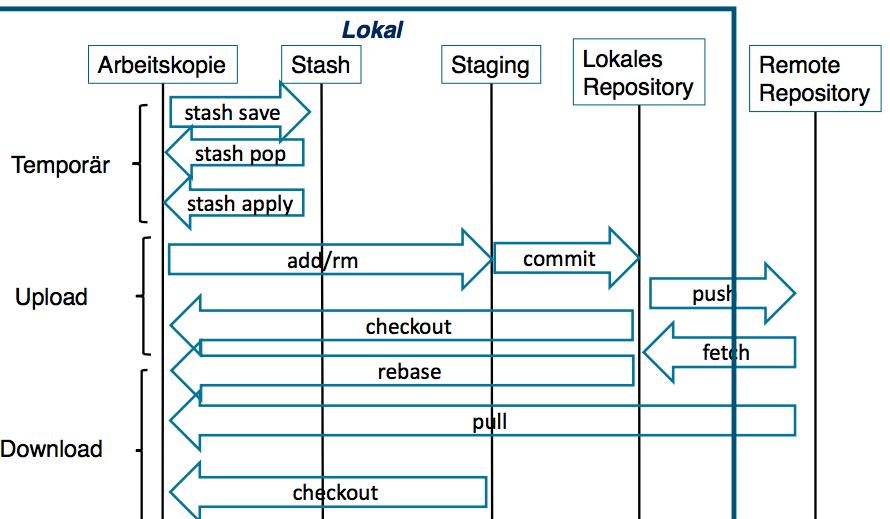 Lokal
Arbeitskopie
Stash
Staging
Lokales
Repository
Remote
Repository
Temporär
stash save
stash pop
stash apply
Upload
add/rm
commit
push
checkout
fetch
rebase
Download
pull
checkout